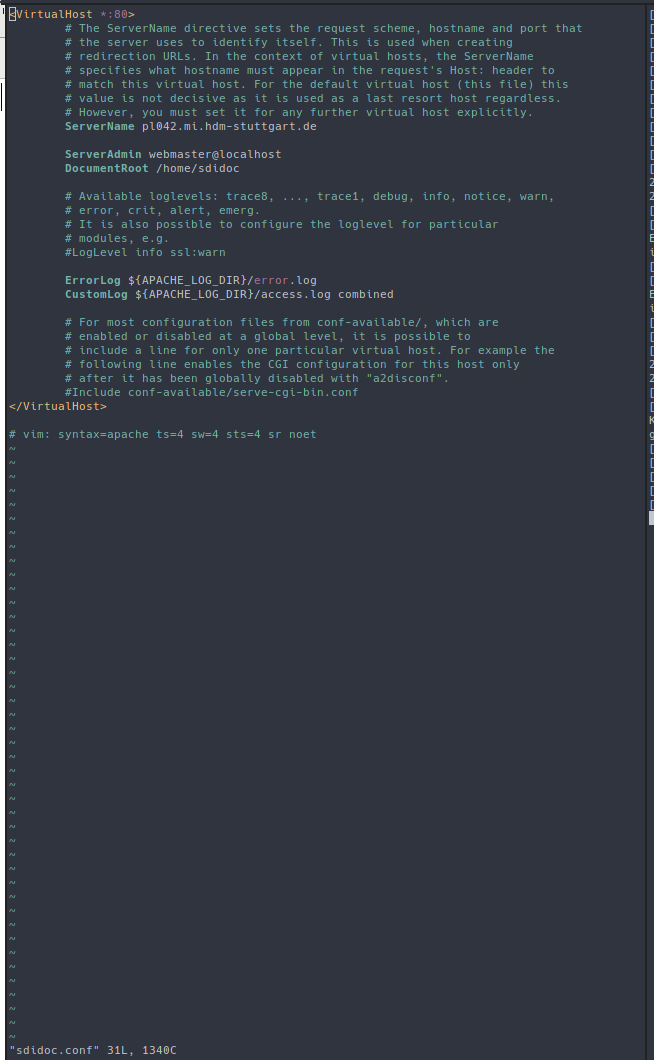 <VirtualHost *:80>
# The ServerName directive sets the request scheme, hostname and port that
# the server uses to identify itself. This is used when creating
# redirection URLs. In the context of virtual hosts, the ServerName
# specifies what hostname must appear in the request's Host: header to
# match this virtual host. For the default virtual host (this file) this
# value is not decisive as it is used as a last resort host regardless.
# However, you must set it for any further virtual host explicitly.
ServerName pl042.mi.hdm-stuttgart.de
ServerAdmin webmaster@localhost
DocumentRoot /home/sdidoc
# Available loglevels: trace8, ..., trace1, debug, info, notice, warn,
# error, crit, alert, emerg.
# It is also possible to configure the loglevel for particular
# modules, e.g.
#LogLevel info ssl:warn
ErrorLog ${APACHE_LOG_DIR}/error.log
CustomLog ${APACHE_LOG_DIR}/access.log combined
# For most configuration files from conf-available/, which are
# enabled or disabled at a global level, it is possible to
# include a line for only one particular virtual host. For example the
# following line enables the CGI configuration for this host only
# after it has been globally disabled with "a2disconf".
#Include conf-available/serve-cgi-bin.conf
</VirtualHost>
# vim: syntax=apache ts=4 sw=4 sts=4 sr noet
"sdidoc.conf" 31L, 1340C